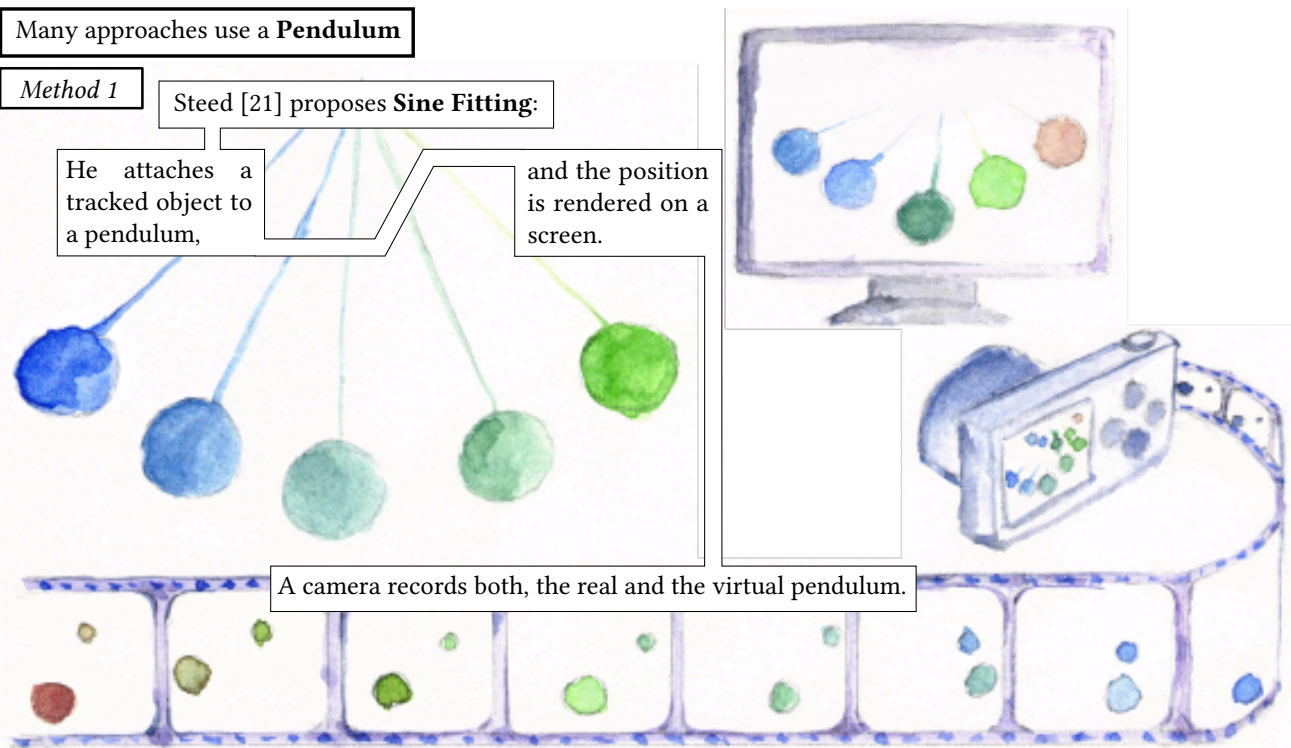 Many approaches use a Pendulum
Method 1
Steed [21] proposes Sine Fitting:
He attaches a
tracked object to
a pendulum,
and the position
is rendered on a
screen.
A camera records both, the real and the virtual pendulum.